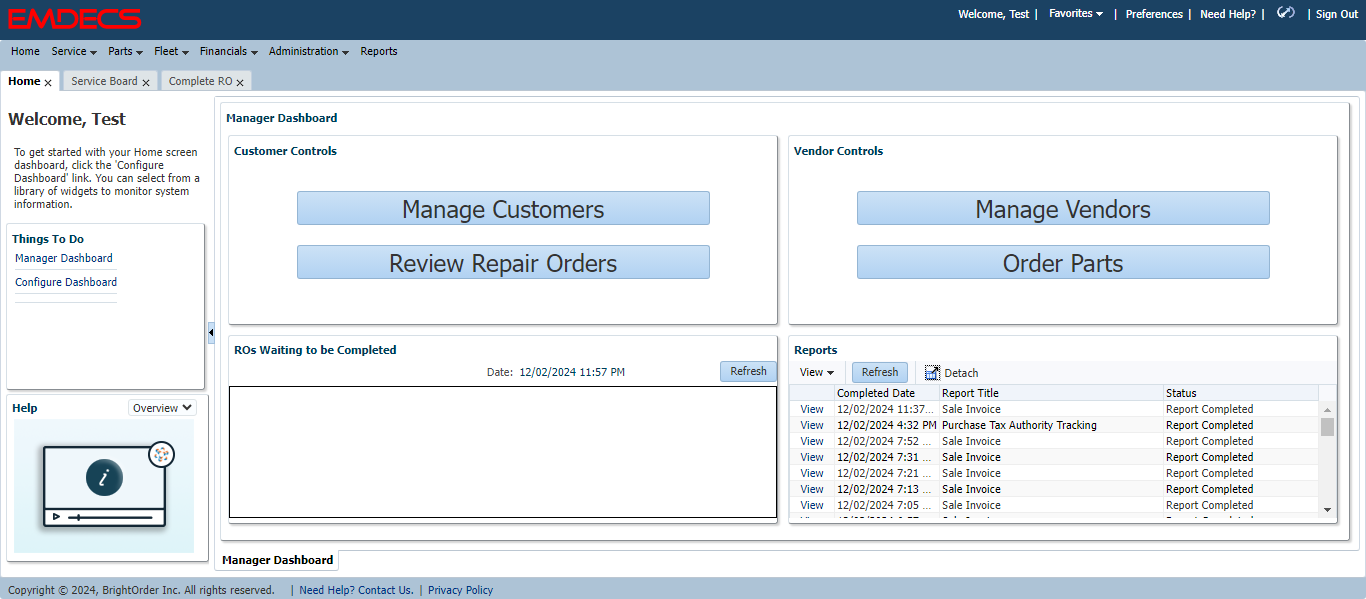 EMDECS
Welcome, Test | Favorites | Preferences | Need Help? | | Sign Out
Home Service Parts Fleet Financials Administration Reports
Home Service Board Complete RO
Welcome, Test
To get started with your Home screen
dashboard, click the 'Configure
Dashboard' link. You can select from a
library of widgets to monitor system
information.
Things To Do
Manager Dashboard
Configure Dashboard
Help Overview
i
Manager Dashboard
Customer Controls
Manage Customers
Review Repair Orders
Vendor Controls
Manage Vendors
Order Parts
ROs Waiting to be Completed
Date: 12/02/2024 11:57 PM Refresh
Reports
View Refresh Detach
Completed Date Report Title Status
View 12/02/2024 11:37... Sale Invoice Report Completed
View 12/02/2024 4:32 PM Purchase Tax Authority Tracking Report Completed
View 12/02/2024 7:52 ... Sale Invoice Report Completed
View 12/02/2024 7:31 ... Sale Invoice Report Completed
View 12/02/2024 7:21 ... Sale Invoice Report Completed
View 12/02/2024 7:13 ... Sale Invoice Report Completed
View 12/02/2024 7:05 ... Sale Invoice Report Completed
Manager Dashboard
Copyright © 2024, BrightOrder Inc. All rights reserved. | Need Help? Contact Us. | Privacy Policy